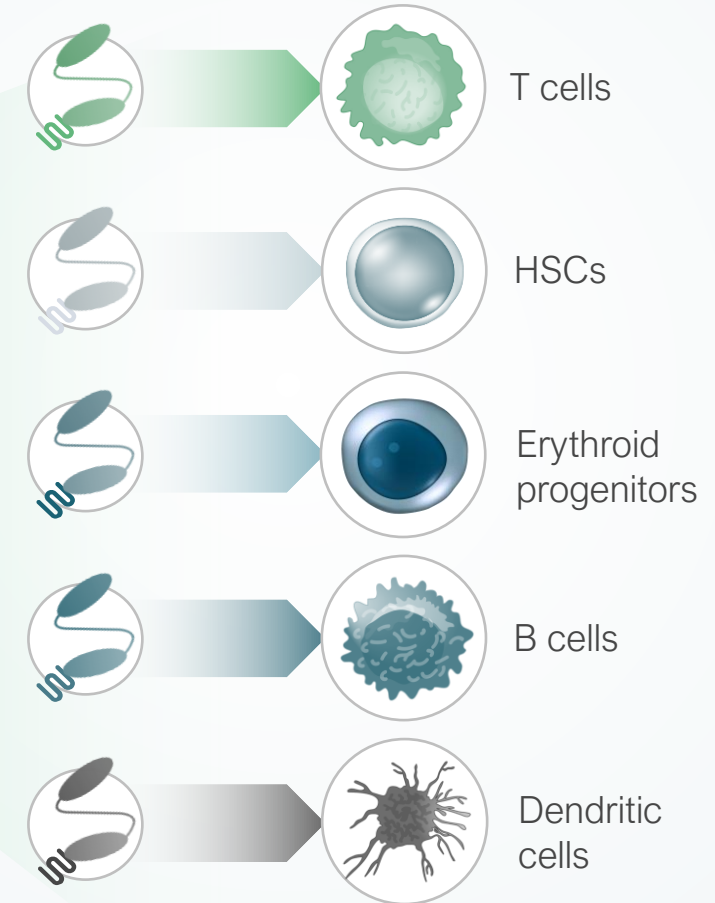 T cells
HSCs
Erythroid
progenitors
B cells
Dendritic
cells